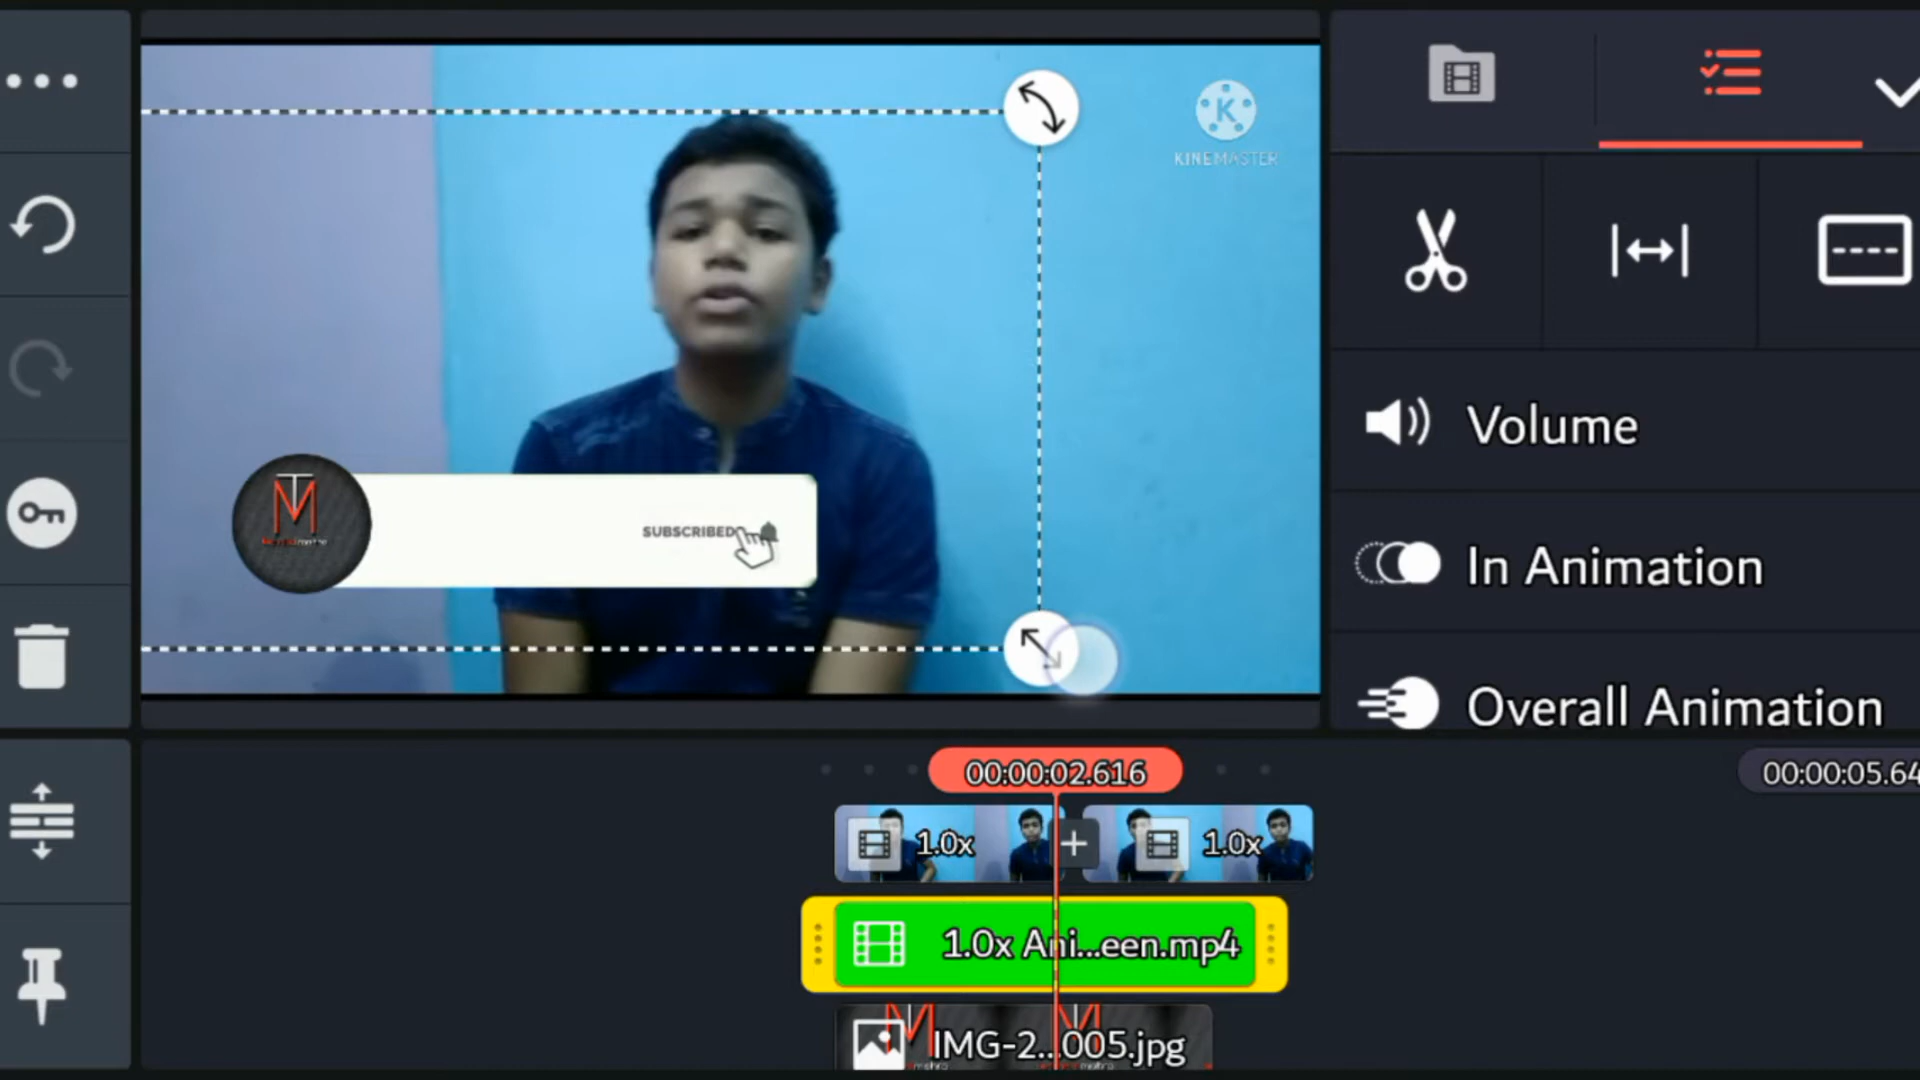 KINEMASTER
SUBSCRIBED
Volume
In Animation
Overall Animation
00:00:02.616
00:00:05.64
1.0x
1.0x
1.0x Ani...een.mp4
IMG-2...005.jpg